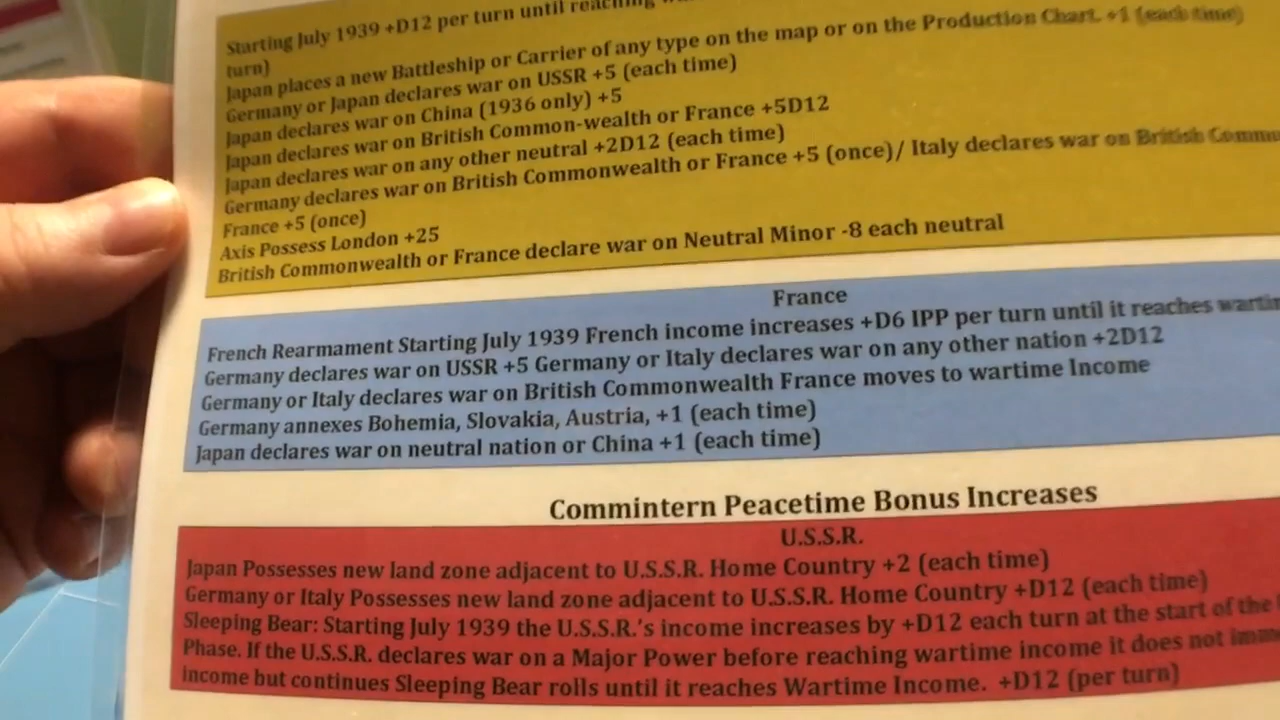 Starting July 1939 +D12 per turn until reaching
turn)
Japan places a new Battleship or Carrier of any type on the map or on the Production Chart. +1 (each time)
Germany or Japan declares war on USSR +5 (each time)
Japan declares war on China (1936 only) +5
Japan declares war on British Common-wealth or France +5D12
Japan declares war on any other neutral +2D12 (each time)
Germany declares war on British Commonwealth or France +5 (once)/ Italy declares war on British
France +5 (once)
Axis Possess London +25
British Commonwealth or France declare war on Neutral Minor -8 each neutral
France
French Rearmament Starting July 1939 French income increases +D6 IPP per turn until it reaches
Germany declares war on USSR +5 Germany or Italy declares war on any other nation +2D12
Germany or Italy declares war on British Commonwealth France moves to wartime Income
Germany annexes Bohemia, Slovakia, Austria, +1 (each time)
Japan declares war on neutral nation or China +1 (each time)
Commintern Peacetime Bonus Increases
U.S.S.R.
Japan Possesses new land zone adjacent to U.S.S.R. Home Country +2 (each time)
Germany or Italy Possesses new land zone adjacent to U.S.S.R. Home Country +D12 (each time)
Sleeping Bear: Starting July 1939 the U.S.S.R.'s income increases by +D12 each turn at the start of the
Phase. If the U.S.S.R. declares war on a Major Power before reaching wartime income it does not
income but continues Sleeping Bear rolls until it reaches Wartime Income. +D12 (per turn)